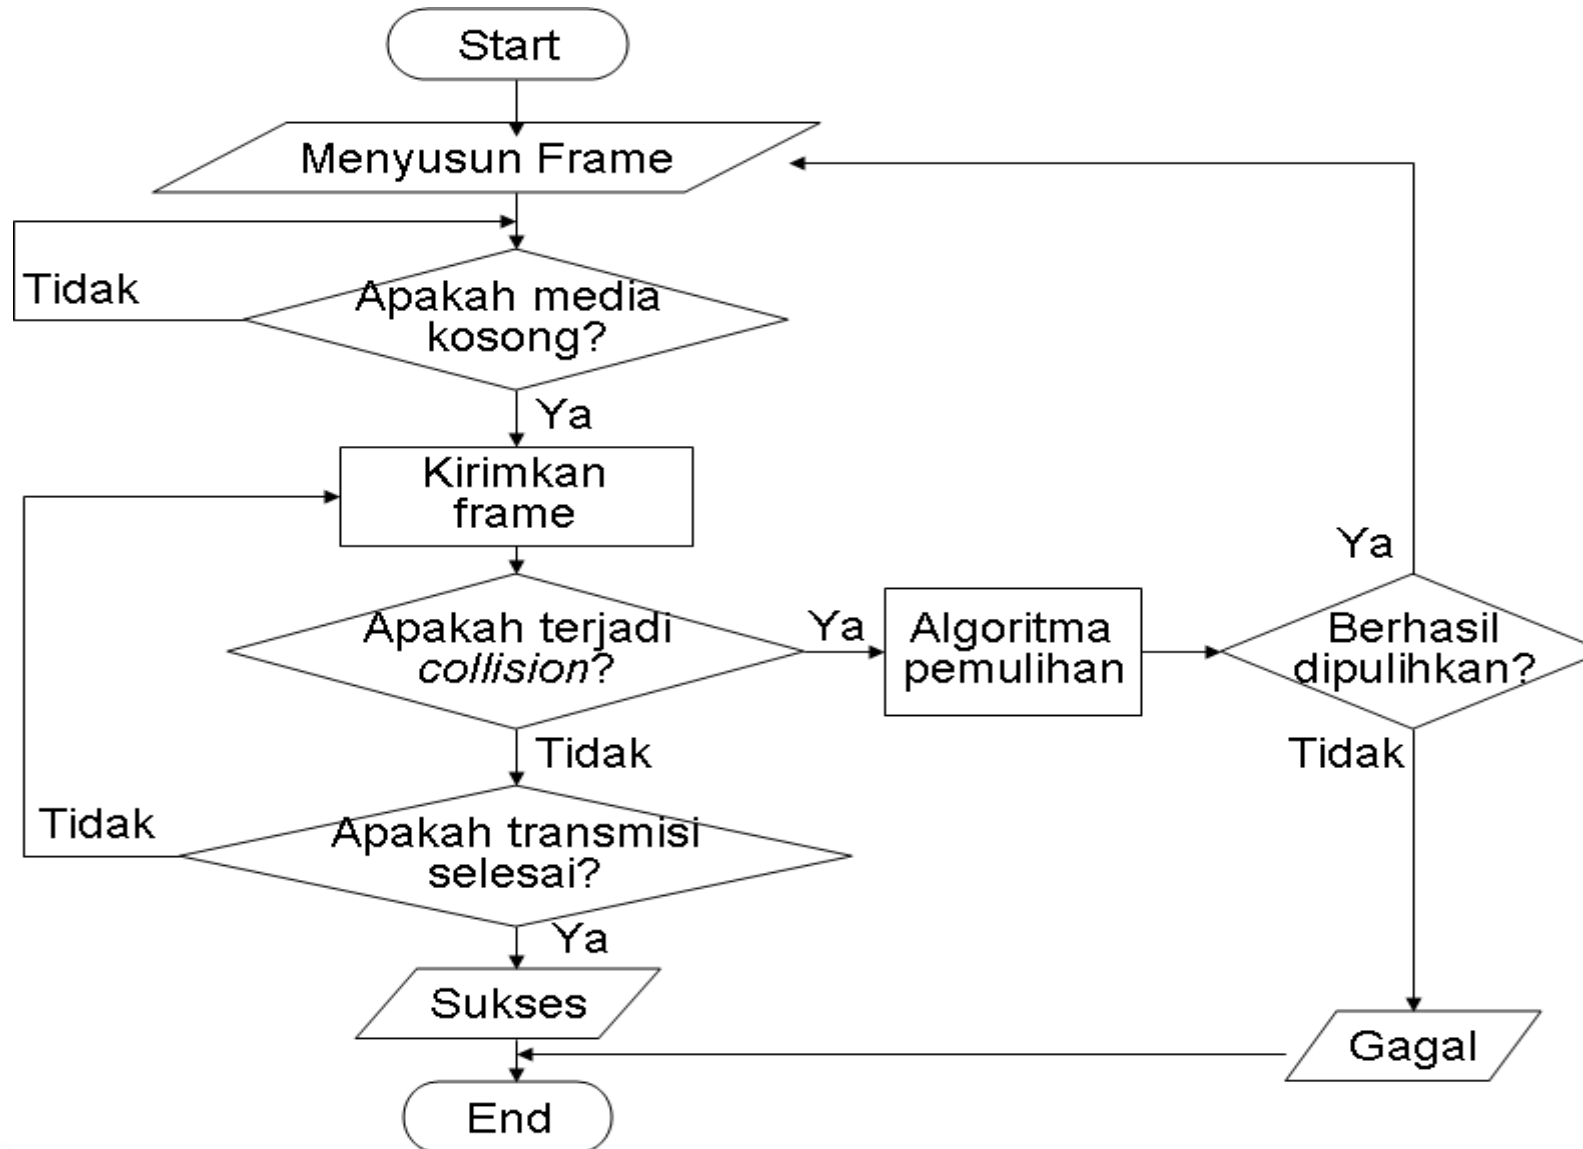 Start
Menyusun Frame
Tidak
Apakah media
kosong?
Ya
Kirimkan
frame
Apakah terjadi
collision?
Ya
Algoritma
pemulihan
Ya
Berhasil
dipulihkan?
Tidak
Tidak
Tidak
Apakah transmisi
selesai?
Ya
Sukses
Gagal
End